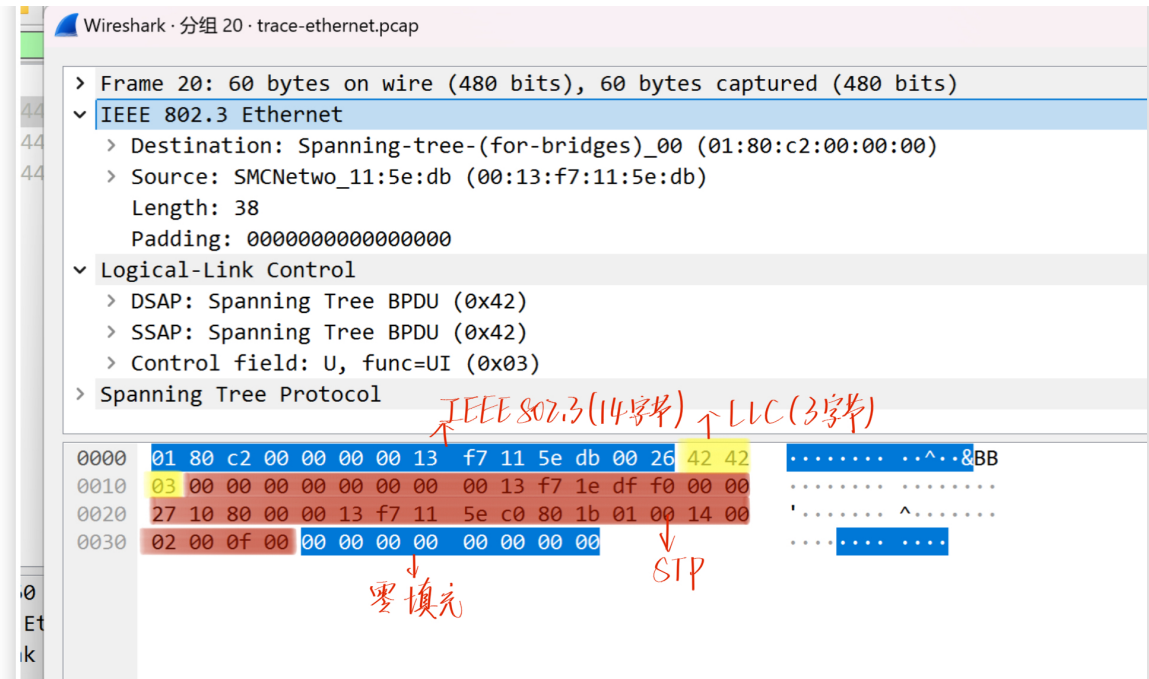 Wireshark · 分组 20 · trace-ethernet.pcap
Frame 20: 60 bytes on wire (480 bits), 60 bytes captured (480 bits)
IEEE 802.3 Ethernet
Destination: Spanning-tree-(for-bridges)_00 (01:80:c2:00:00:00)
Source: SMCNetwo_11:5e:db (00:13:f7:11:5e:db)
Length: 38
Padding: 0000000000000000
Logical-Link Control
DSAP: Spanning Tree BPDU (0x42)
SSAP: Spanning Tree BPDU (0x42)
Control field: U, func=UI (0x03)
Spanning Tree Protocol
IEEE 802.3(14字节) LLC(3字节)
0000 01 80 c2 00 00 00 00 13 f7 11 5e db 00 26 42 42 ········ ··^··&BB
0010 03 00 00 00 00 00 00 00 00 13 f7 1e df f0 00 00 ········ ········
0020 27 10 80 00 00 13 f7 11 5e c0 80 1b 01 00 14 00 '······· ^·······
0030 02 00 0f 00 00 00 00 00 00 00 00 00 ········ ····
STP
零填充
44
44
44
60
Et
k